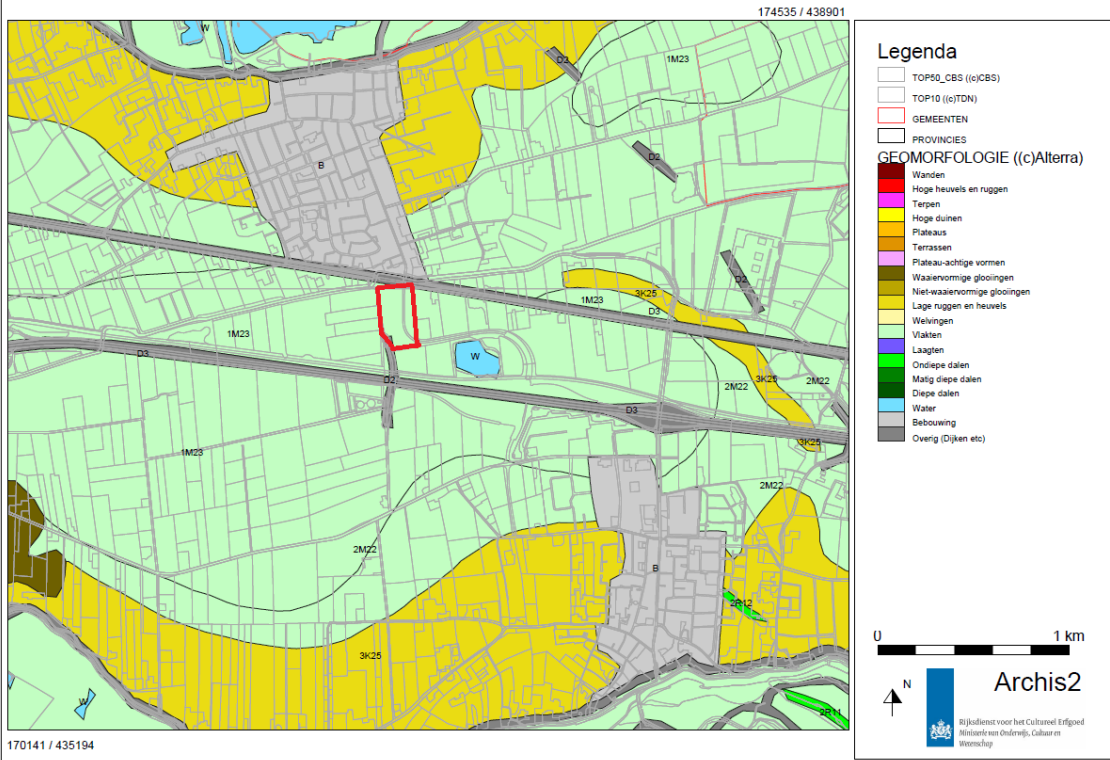 174535 / 438901
W
D2
1M23
D2
B
D2
3K25
1M23
D3
1M23
D3
W
D2
2M22
3K25
2M22
D3
3K25
1M23
2M22
2M22
B
2R12
3K25
W
2R11
170141 / 435194
Legenda
TOP50_CBS ((c)CBS)
TOP10 ((c)TDN)
GEMEENTEN
PROVINCIES
GEOMORFOLOGIE ((c)Alterra)
Wanden
Hoge heuvels en ruggen
Terpen
Hoge duinen
Plateaus
Terrassen
Plateau-achtige vormen
Waaiervormige glooiingen
Niet-waaiervormige glooiingen
Lage ruggen en heuvels
Welvingen
Vlakten
Laagten
Ondiepe dalen
Matig diepe dalen
Diepe dalen
Water
Bebouwing
Overig (Dijken etc)
0 1 km
N
Archis2
Rijksdienst voor het Cultureel Erfgoed
Ministerie van Onderwijs, Cultuur en
Wetenschap